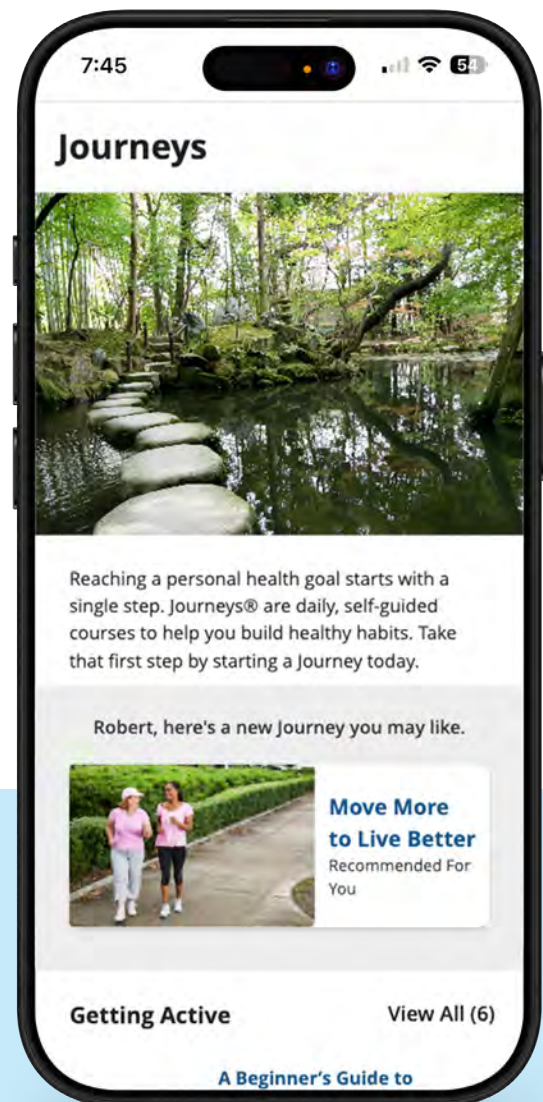 7:45
54
Journeys
Reaching a personal health goal starts with a
single step. Journeys® are daily, self-guided
courses to help you build healthy habits. Take
that first step by starting a Journey today.
Robert, here's a new Journey you may like.
Move More
to Live Better
Recommended For
You
Getting Active
View All (6)
A Beginner's Guide to